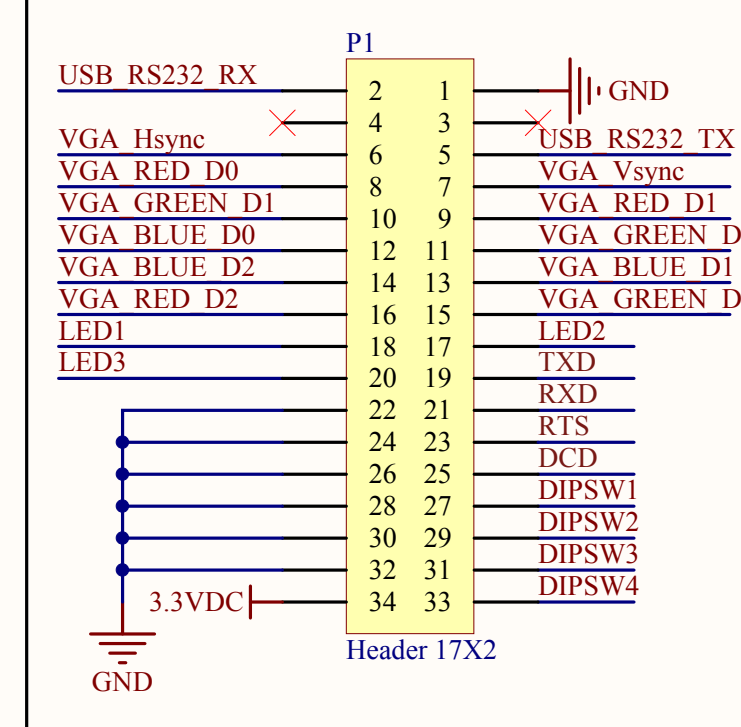 P1
USB_RS232_RX 2 1 GND
4 3
VGA_Hsync 6 5 USB_RS232_TX
VGA_RED_D0 8 7 VGA_Vsync
VGA_GREEN_D1 10 9 VGA_RED_D1
VGA_BLUE_D0 12 11 VGA_GREEN_D
VGA_BLUE_D2 14 13 VGA_BLUE_D1
VGA_RED_D2 16 15 VGA_GREEN_D
LED1 18 17 LED2
LED3 20 19 TXD
22 21 RXD
24 23 RTS
26 25 DCD
28 27 DIPSW1
30 29 DIPSW2
32 31 DIPSW3
3.3VDC 34 33 DIPSW4
Header 17X2
GND